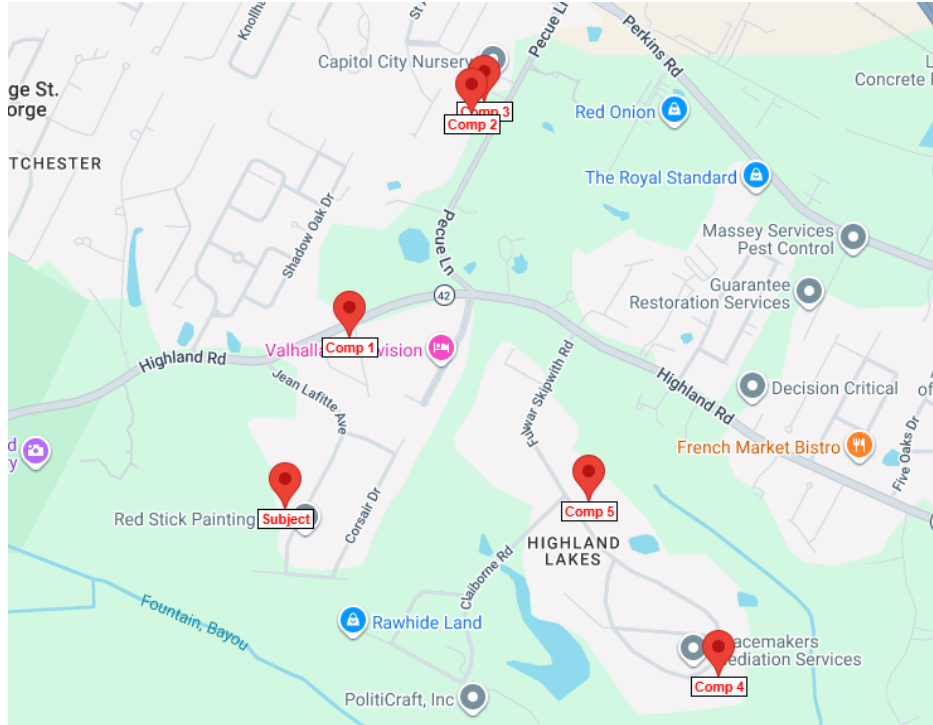 Knollh
St
Capitol City Nursery
Pecue Ln
Perkins Rd
L
Concrete
ge St.
orge
Comp 3
Comp 2
Red Onion
TCHESTER
The Royal Standard
Shadow Oak Dr
Pecue Ln
Massey Services
Pest Control
Guarantee
Restoration Services
42
Comp 1
Valhalla
vision
Highland Rd
Jean Lafitte Ave
Fulwar Skipwith Rd
Highland Rd
Decision Critical
of
French Market Bistro
Five Oaks Dr
d
y
Subject
Red Stick Painting
Corsair Dr
Comp 5
HIGHLAND
LAKES
Claiborne Rd
Fountain, Bayou
Rawhide Land
acemakers
ediation Services
Comp 4
PolitiCraft, Inc